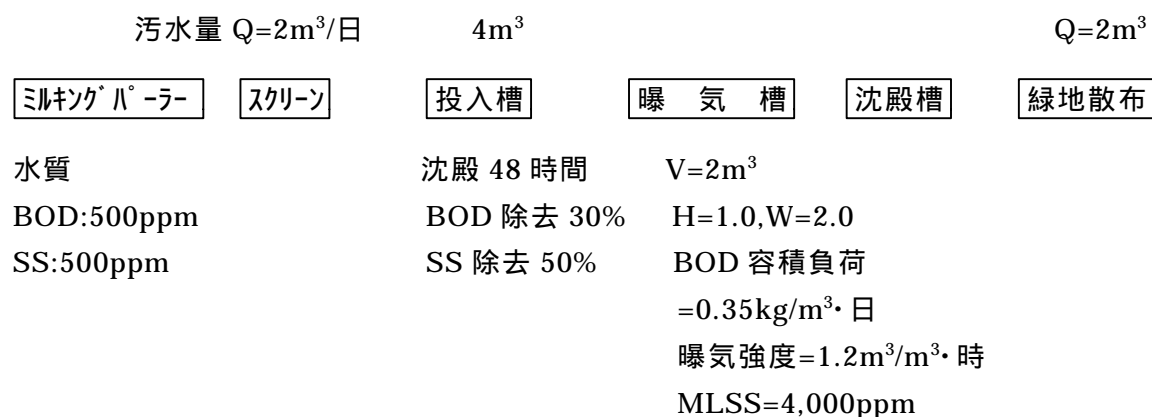 汚水量 Q=2m³/日 4m³ Q=2m³
ﾐﾙｷﾝｸﾞﾊﾟｰﾗｰ ｽｸﾘｰﾝ 投入槽 曝 気 槽 沈殿槽 緑地散布
水質 沈殿 48 時間 V=2m³
BOD:500ppm BOD 除去 30% H=1.0,W=2.0
SS:500ppm SS 除去 50% BOD 容積負荷
=0.35kg/m³･日
曝気強度=1.2m³/m³･時
MLSS=4,000ppm